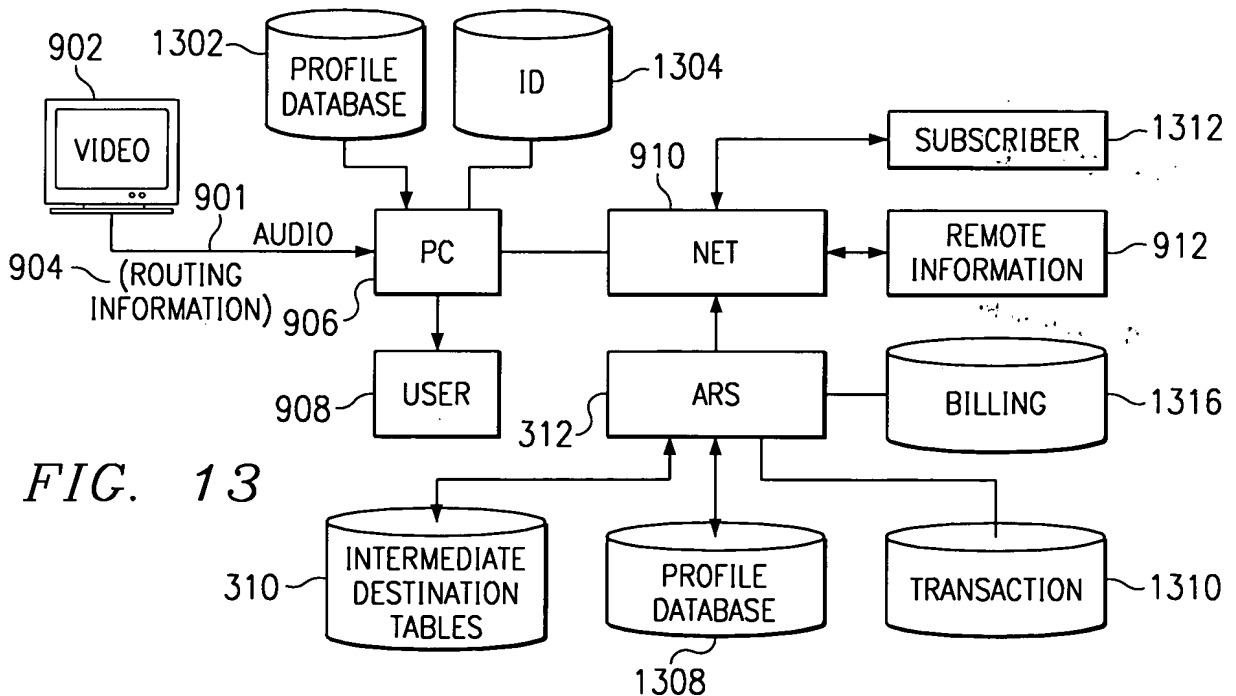 1302
902
PROFILE
DATABASE
ID
1304
VIDEO
901
904
AUDIO
(ROUTING
INFORMATION)
PC
906
910
NET
SUBSCRIBER
1312
REMOTE
INFORMATION
912
USER
908
ARS
312
BILLING
1316
FIG. 13
INTERMEDIATE
DESTINATION
TABLES
310
PROFILE
DATABASE
1308
TRANSACTION
1310